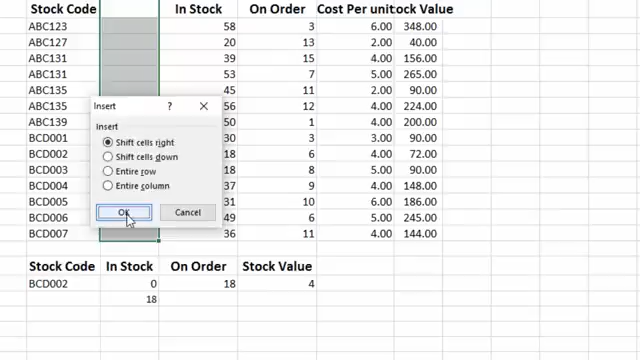 Stock Code In Stock On Order Cost Per unit tock Value
ABC123 58 3 6.00 348.00
ABC127 20 13 2.00 40.00
ABC131 39 15 4.00 156.00
ABC131 53 7 5.00 265.00
ABC135 45 11 2.00 90.00
ABC135 56 12 4.00 224.00
ABC139 50 1 4.00 200.00
BCD001 30 3 3.00 90.00
BCD002 18 6 4.00 72.00
BCD003 18 8 5.00 90.00
BCD004 37 9 4.00 148.00
BCD005 31 10 6.00 186.00
BCD006 49 6 5.00 245.00
BCD007 36 11 4.00 144.00
Insert ?
Insert
Shift cells right
Shift cells down
Entire row
Entire column
OK Cancel
Stock Code In Stock On Order Stock Value
BCD002 0 18 4
18